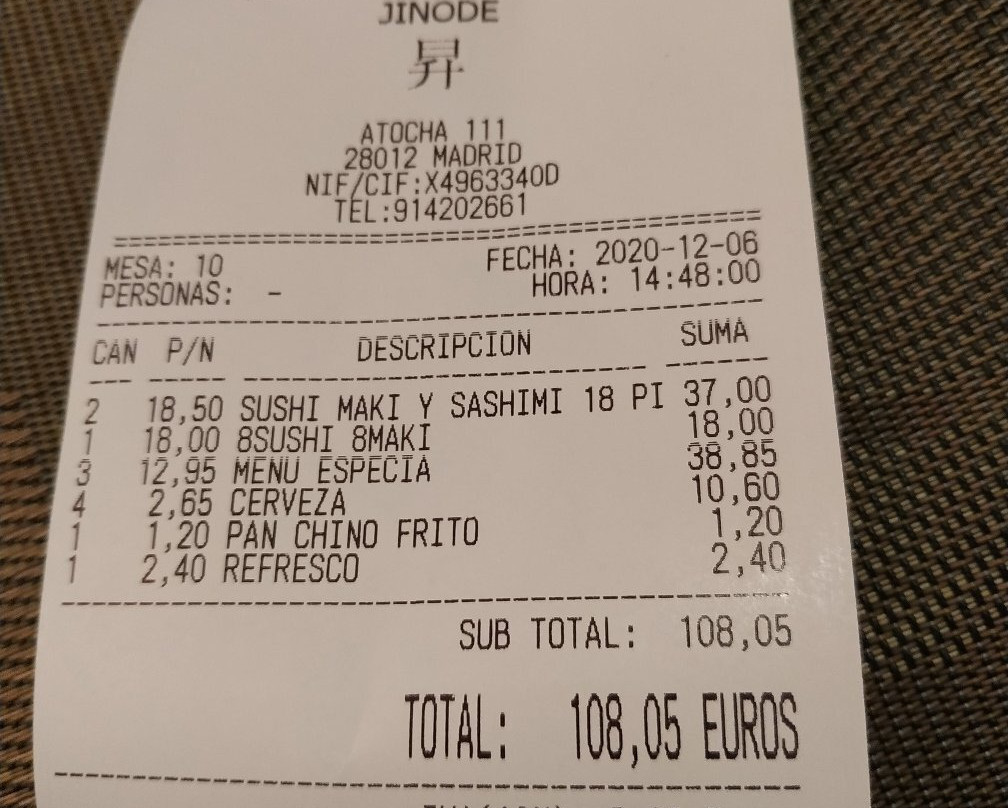 JINODE
昇
ATOCHA 111
28012 MADRID
NIF/CIF:X4963340D
TEL:914202661
MESA: 10 FECHA: 2020-12-06
PERSONAS: - HORA: 14:48:00
CAN P/N DESCRIPCION SUMA
2 18,50 SUSHI MAKI Y SASHIMI 18 PI 37,00
1 18,00 8SUSHI 8MAKI 18,00
3 12,95 MENU ESPECIA 38,85
4 2,65 CERVEZA 10,60
1 1,20 PAN CHINO FRITO 1,20
1 2,40 REFRESCO 2,40
SUB TOTAL: 108,05
TOTAL: 108,05 EUROS